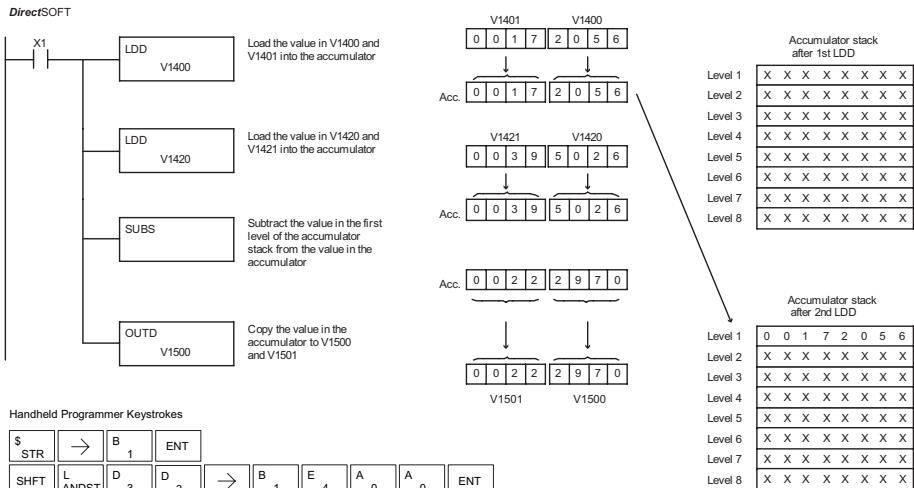 DirectSOFT
X1
LDD
V1400
Load the value in V1400 and
V1401 into the accumulator
LDD
V1420
Load the value in V1420 and
V1421 into the accumulator
SUBS
Subtract the value in the first
level of the accumulator
stack from the value in the
accumulator
OUTD
V1500
Copy the value in the
accumulator to V1500
and V1501
V1401 V1400
0 0 1 7 2 0 5 6
Acc. 0 0 1 7 2 0 5 6
V1421 V1420
0 0 3 9 5 0 2 6
Acc. 0 0 3 9 5 0 2 6
Acc. 0 0 2 2 2 9 7 0
0 0 2 2 2 9 7 0
V1501 V1500
Accumulator stack
after 1st LDD
Level 1 X X X X X X X X
Level 2 X X X X X X X X
Level 3 X X X X X X X X
Level 4 X X X X X X X X
Level 5 X X X X X X X X
Level 6 X X X X X X X X
Level 7 X X X X X X X X
Level 8 X X X X X X X X
Accumulator stack
after 2nd LDD
Level 1 0 0 1 7 2 0 5 6
Level 2 X X X X X X X X
Level 3 X X X X X X X X
Level 4 X X X X X X X X
Level 5 X X X X X X X X
Level 6 X X X X X X X X
Level 7 X X X X X X X X
Level 8 X X X X X X X X
Handheld Programmer Keystrokes
$ STR → B 1 ENT
SHFT L ANDST D 3 D → B 1 E 4 A 0 A 0 ENT